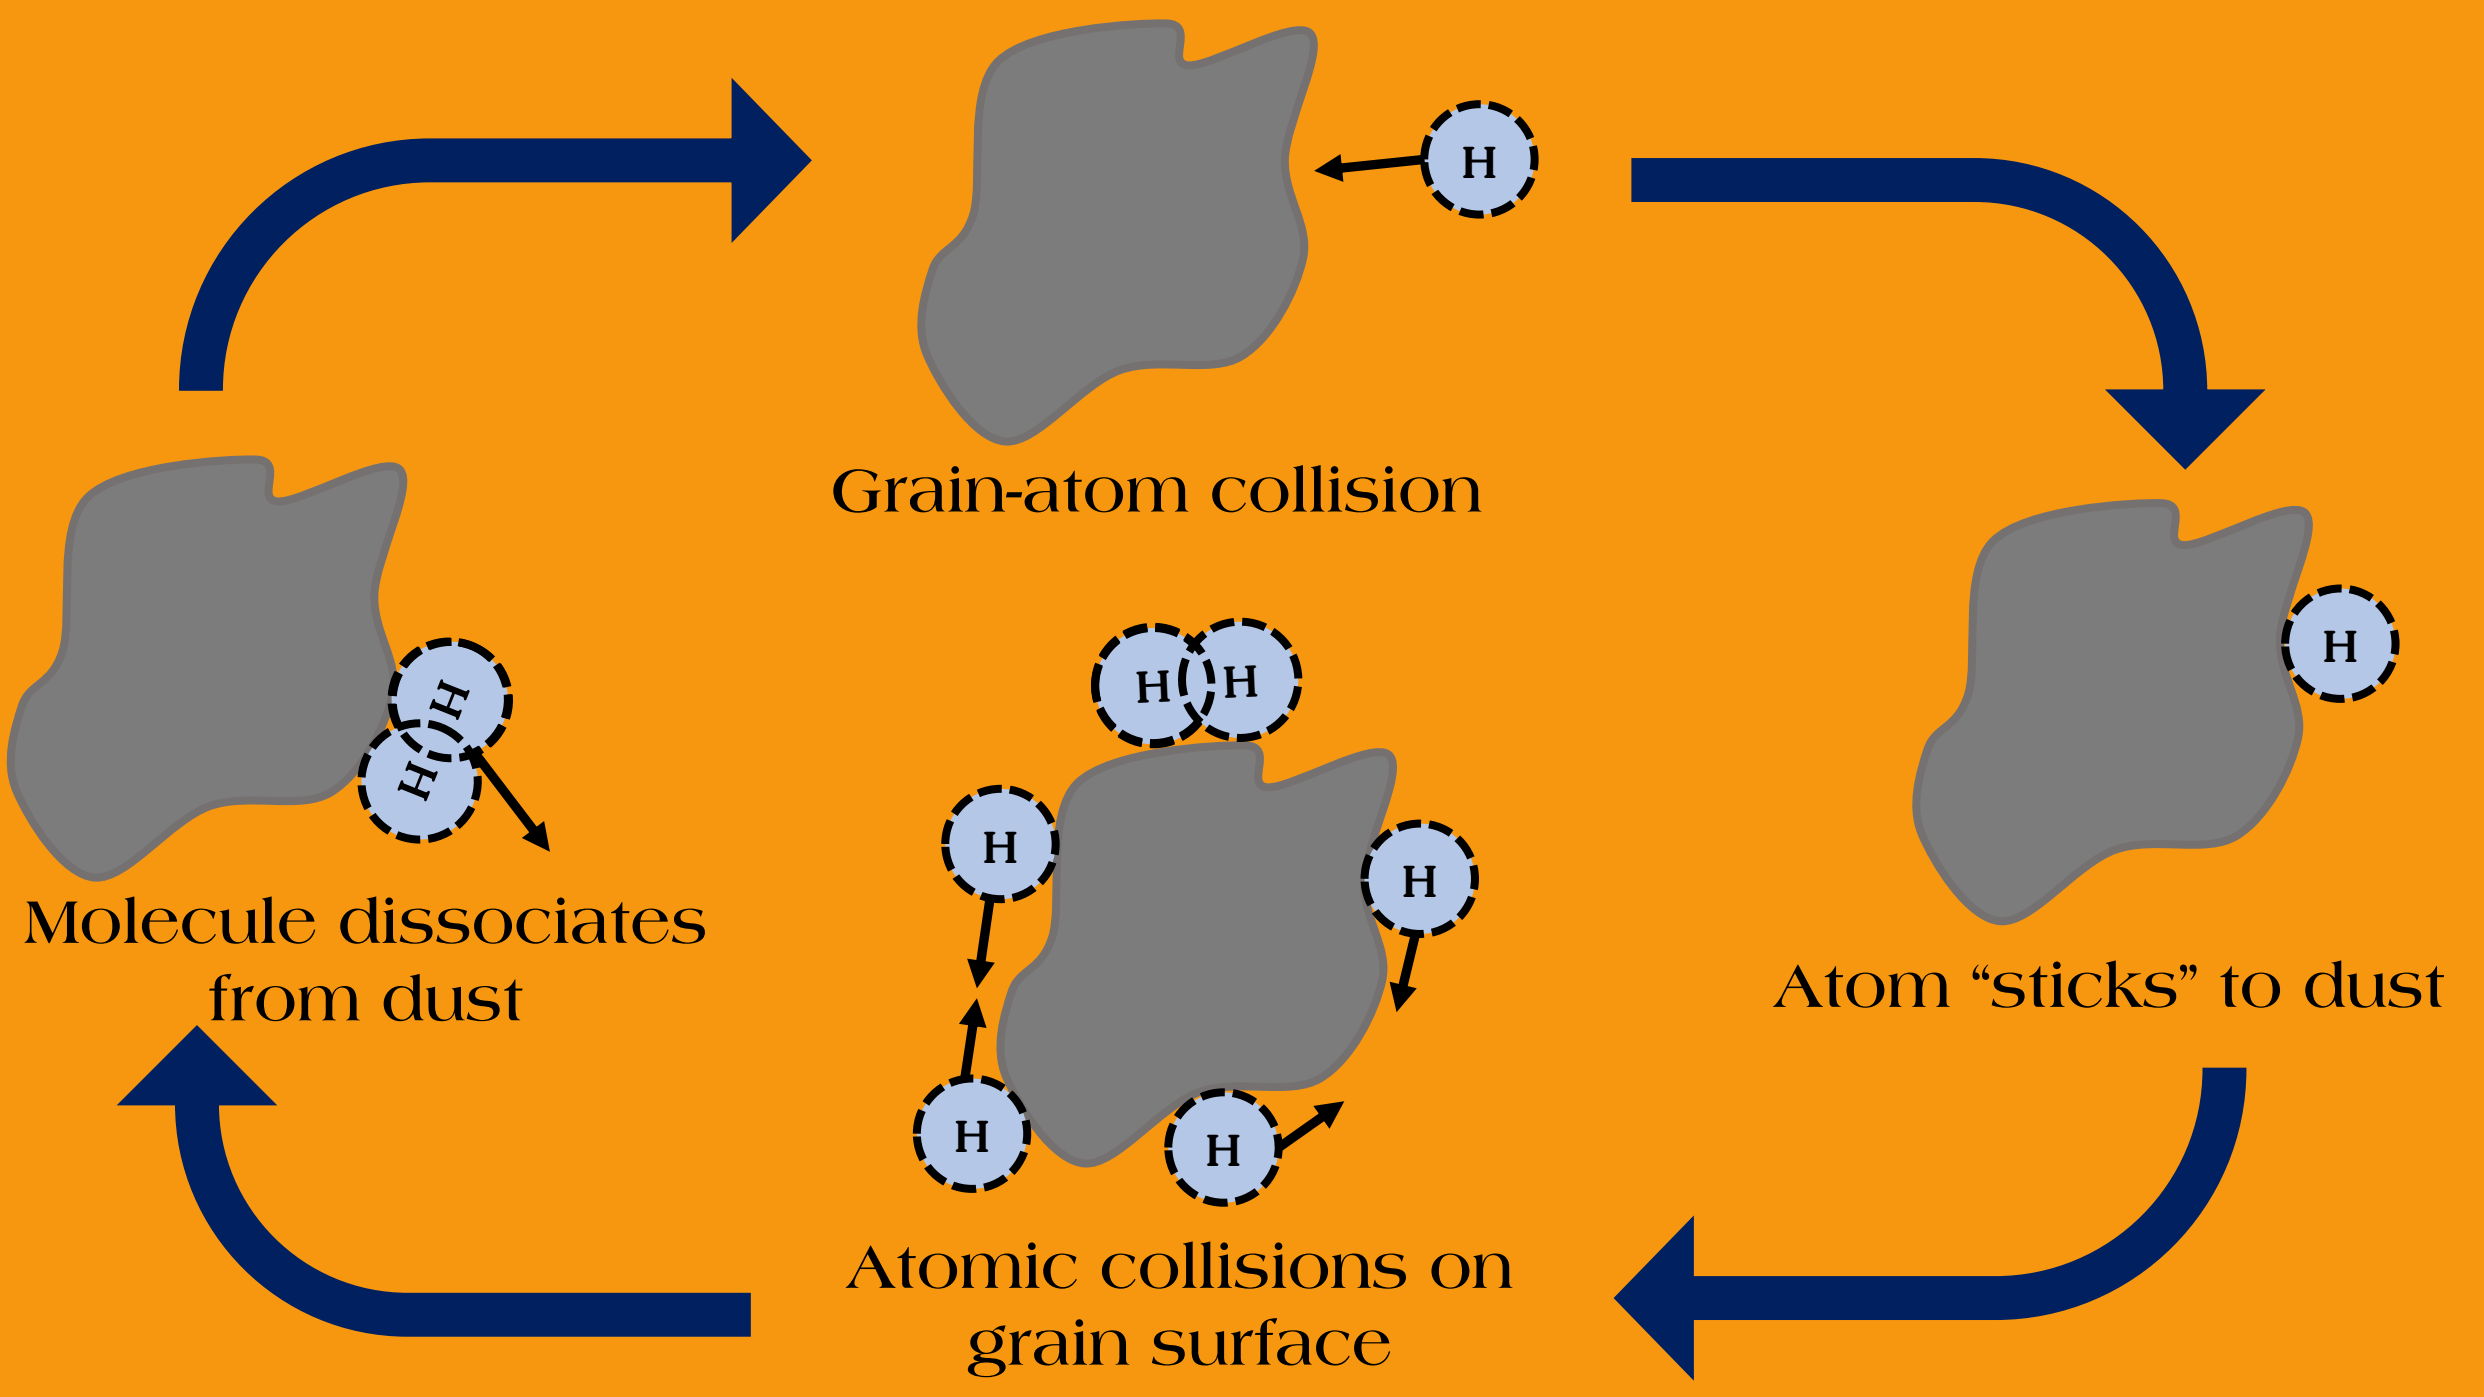 H
Grain-atom collision
H
Atom “sticks” to dust
H H
H
H
H
H
Atomic collisions on
grain surface
H
H
Molecule dissociates
from dust